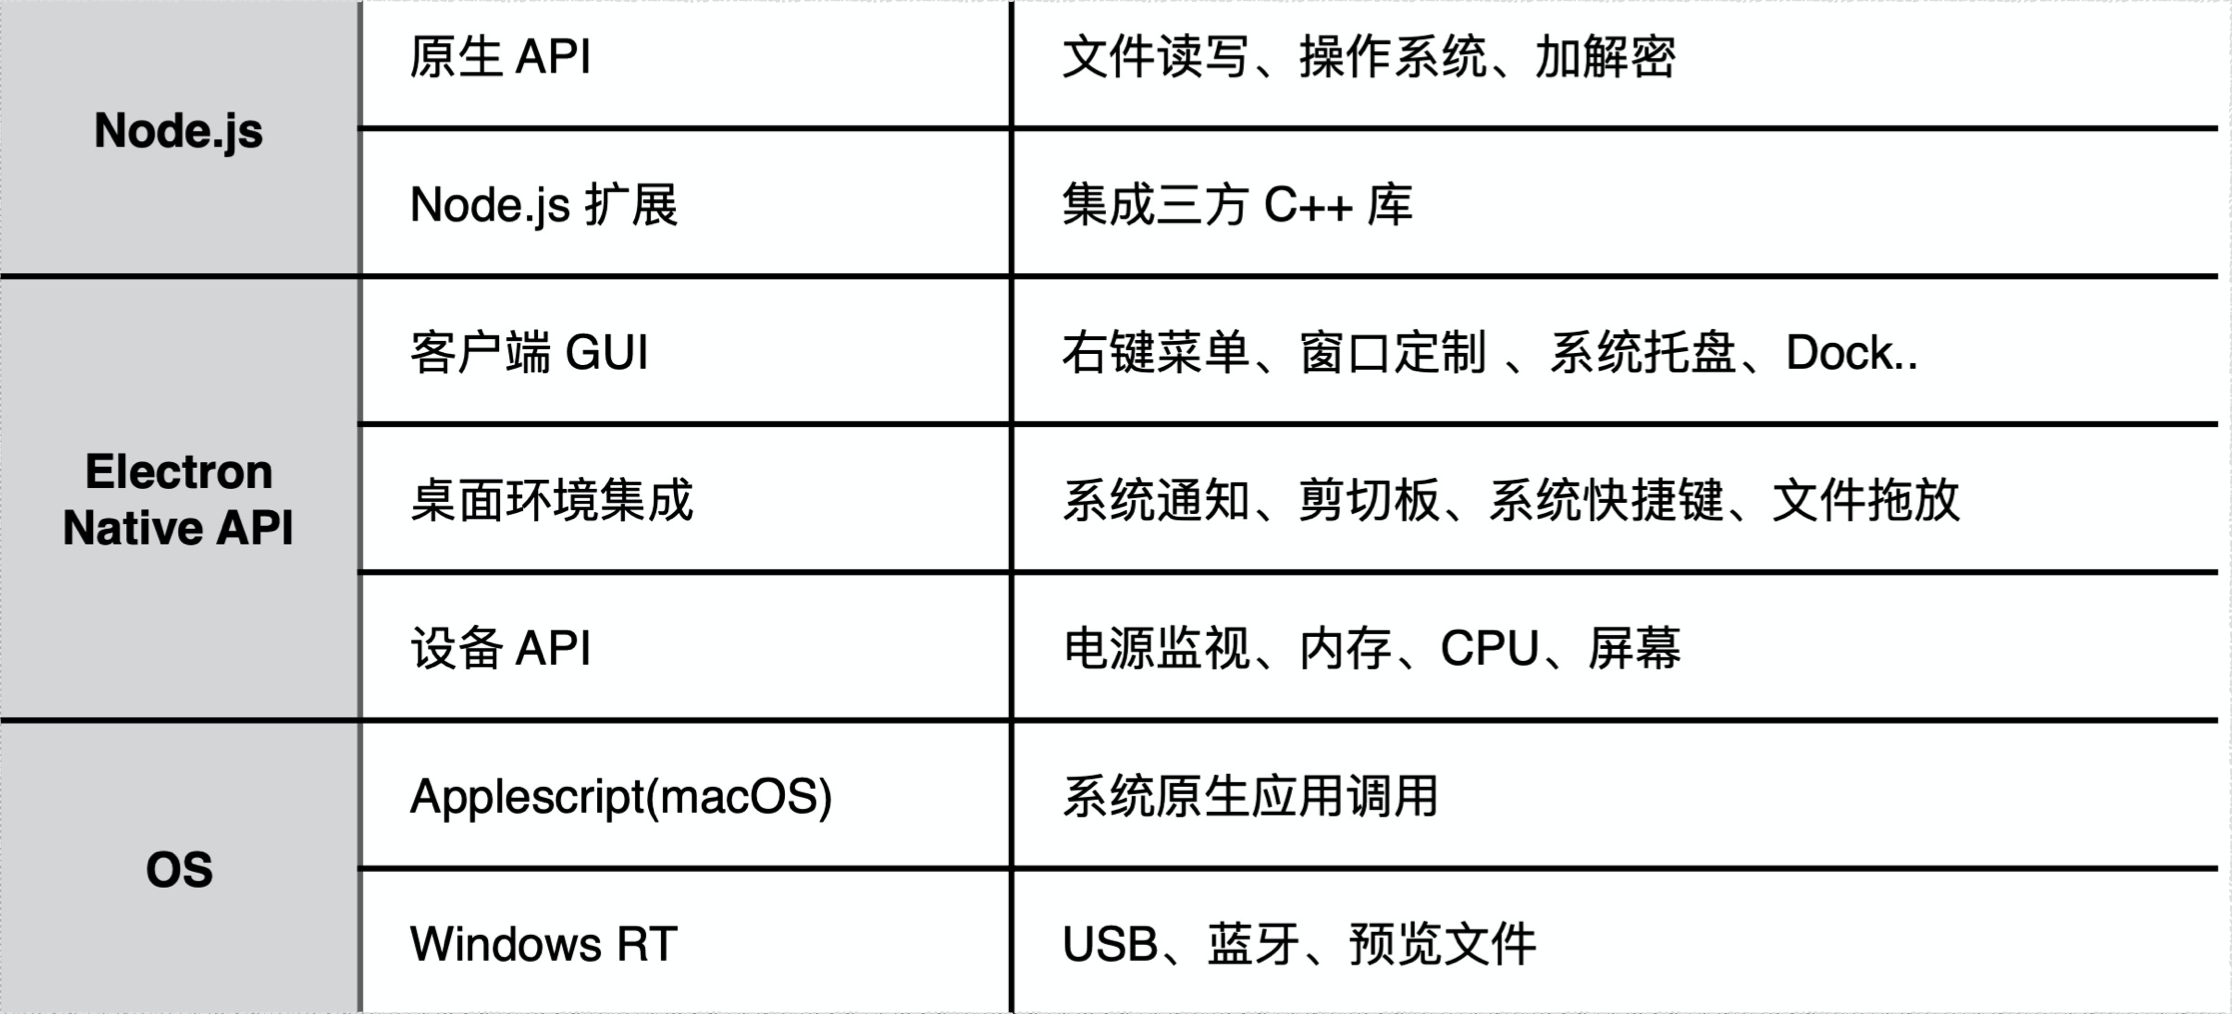 Node.js
原生 API
文件读写、操作系统、加解密
Node.js 扩展
集成三方 C++ 库
Electron
Native API
客户端 GUI
右键菜单、窗口定制 、系统托盘、Dock..
桌面环境集成
系统通知、剪切板、系统快捷键、文件拖放
设备 API
电源监视、内存、CPU、屏幕
OS
Applescript(macOS)
系统原生应用调用
Windows RT
USB、蓝牙、预览文件